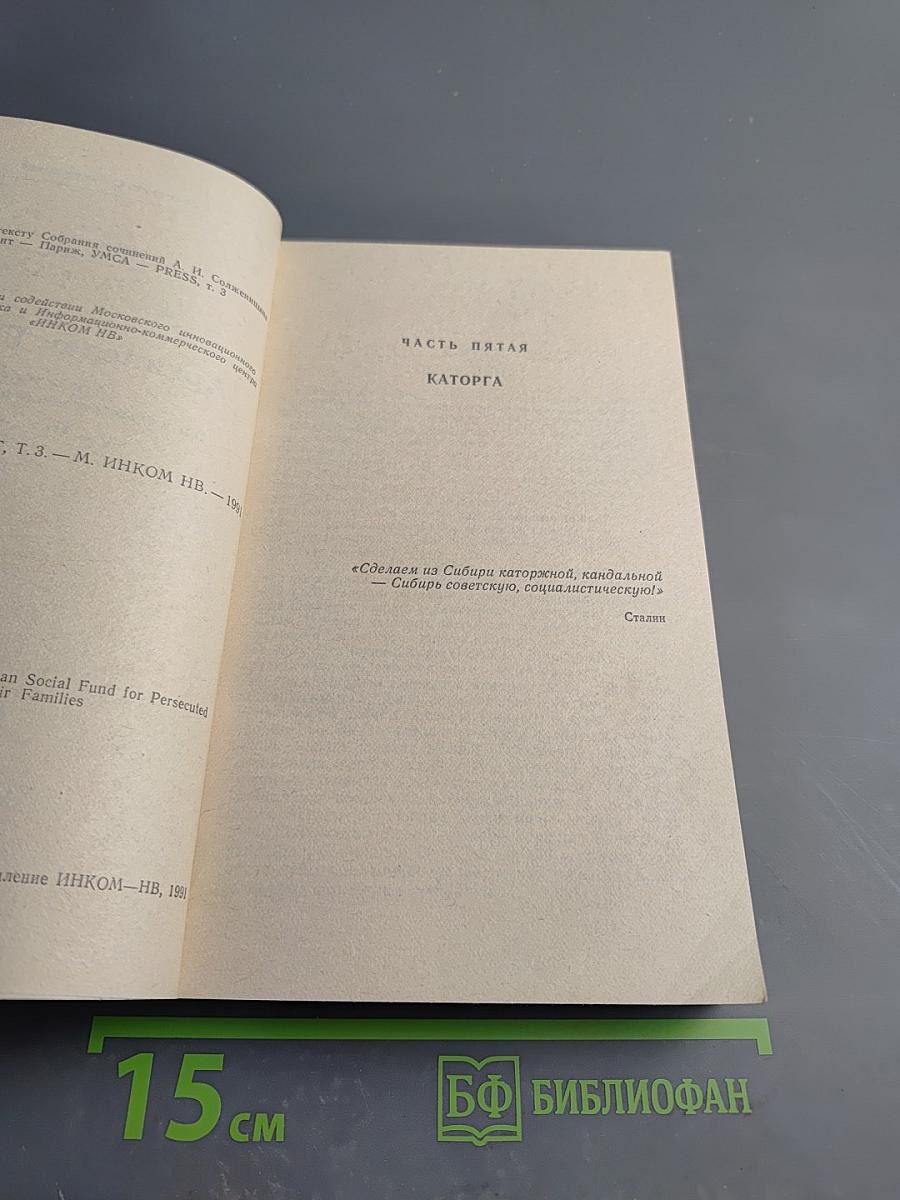 тексту Собрания сочинений А. И. Солженицына
нт — Париж, YMCA — PRESS, т. 3
и содействии Московского инновационного
ка и Информационно-коммерческого центра
«ИНКОМ НВ»
Г, Т. 3. — М. ИНКОМ НВ. — 1991
an Social Fund for Persecuted
ir Families
ление ИНКОМ—НВ, 1991
ЧАСТЬ ПЯТАЯ
КАТОРГА
«Сделаем из Сибири каторжной, кандальной
— Сибирь советскую, социалистическую!»
Сталин
15 см
БФ БИБЛИОФАН